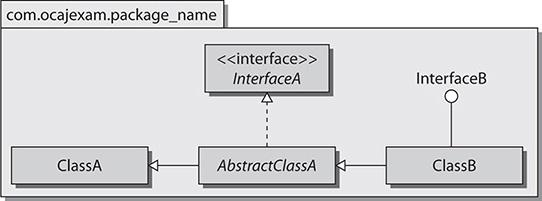 com.ocajexam.package_name
<<interface>>
InterfaceA
InterfaceB
ClassA
AbstractClassA
ClassB